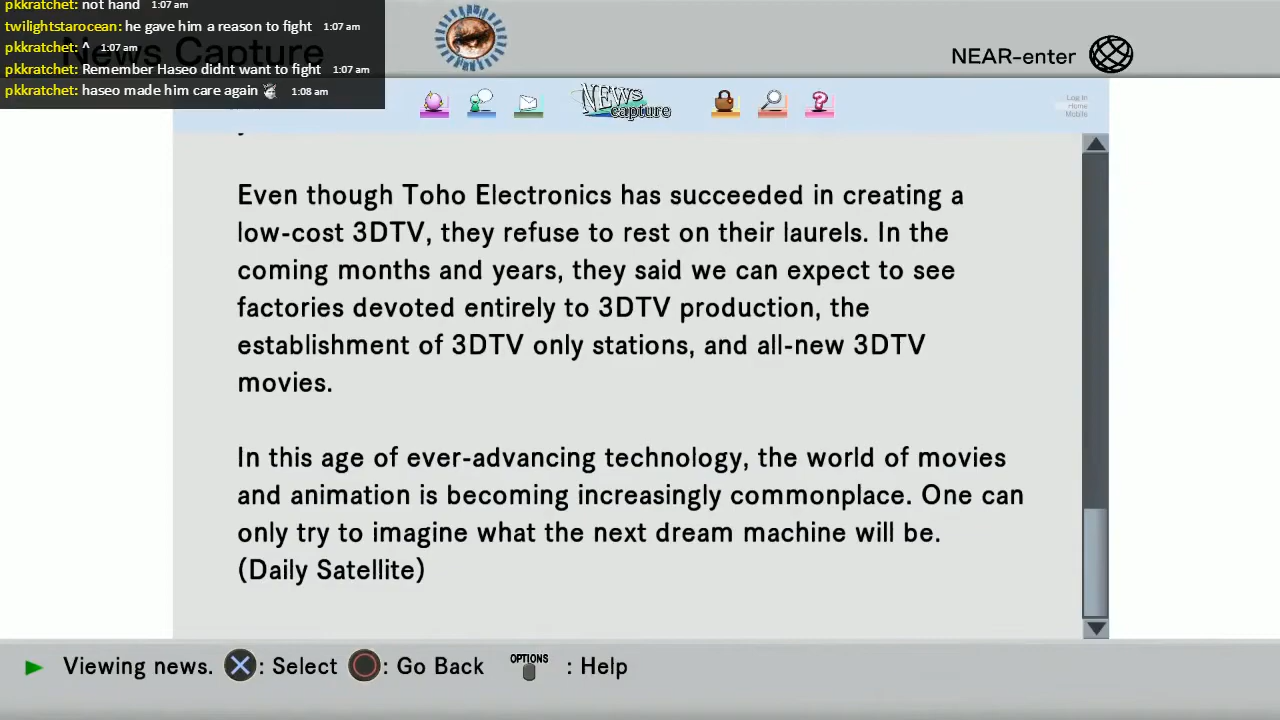 pkkratchet: not hand 1:07 am
twilightstarocean: he gave him a reason to fight 1:07 am
pkkratchet: ^ 1:07 am
News Capture
pkkratchet: Remember Haseo didnt want to fight 1:07 am
pkkratchet: haseo made him care again 1:08 am
NEAR-enter
NEWS
capture
?
Log In
Home
Mobile
Even though Toho Electronics has succeeded in creating a
low-cost 3DTV, they refuse to rest on their laurels. In the
coming months and years, they said we can expect to see
factories devoted entirely to 3DTV production, the
establishment of 3DTV only stations, and all-new 3DTV
movies.
In this age of ever-advancing technology, the world of movies
and animation is becoming increasingly commonplace. One can
only try to imagine what the next dream machine will be.
(Daily Satellite)
Viewing news. : Select : Go Back OPTIONS : Help